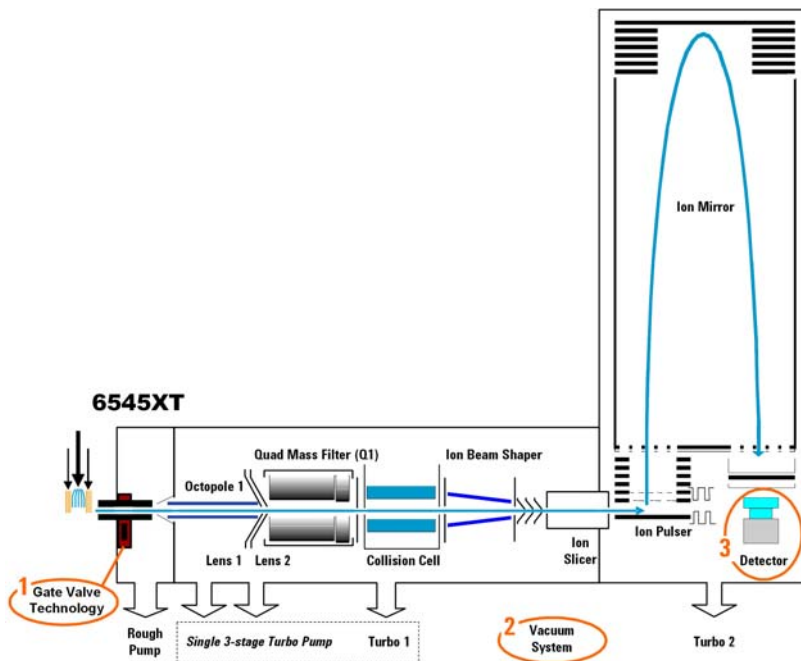 Ion Mirror
6545XT
Quad Mass Filter (Q1)
Ion Beam Shaper
Octopole 1
Ion Pulser
Lens 1
Lens 2
Collision Cell
Ion
Slicer
3
Detector
1
Gate Valve
Technology
Rough
Pump
Single 3-stage Turbo Pump
Turbo 1
2
Vacuum
System
Turbo 2